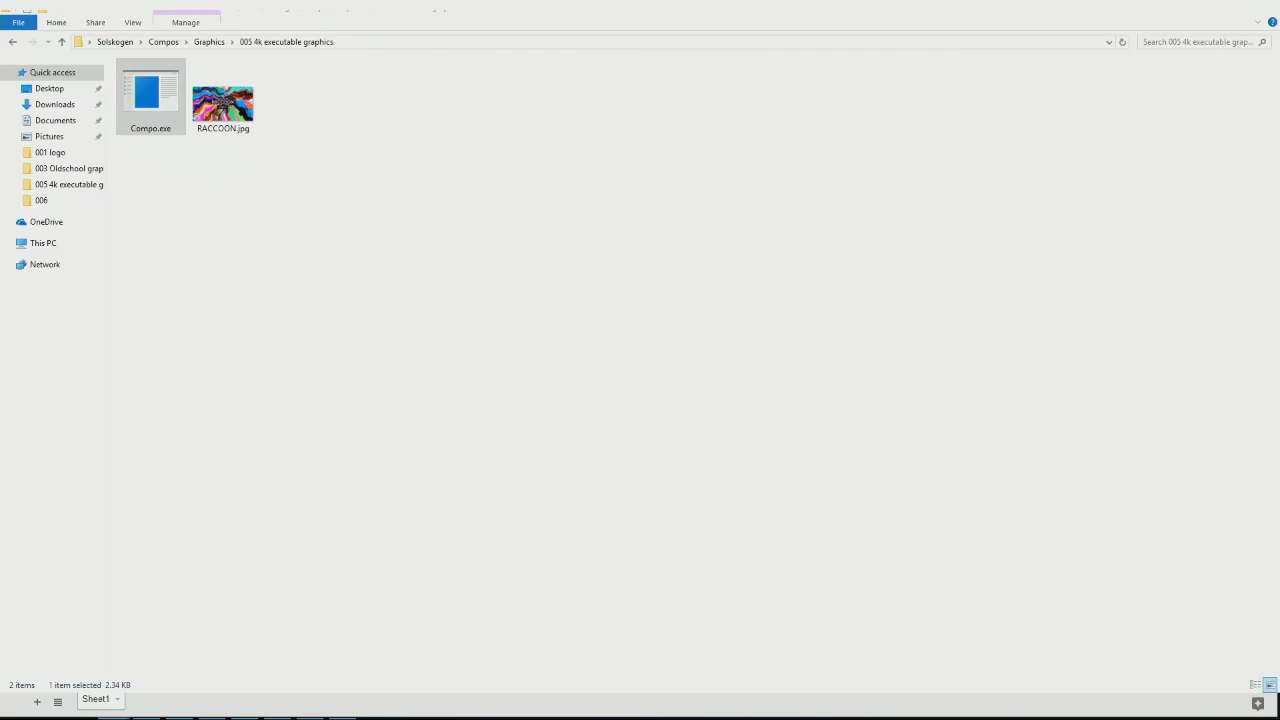 Manage
File Home Share View
Solskogen > Compos > Graphics > 005 4k executable graphics
Search 005 4k executable grap...
Quick access
Desktop
Downloads
Documents
Pictures
001 logo
003 Oldschool grap
005 4k executable g
006
OneDrive
This PC
Network
Compo.exe
RACCOON.jpg
2 items 1 item selected 2.34 KB
Sheet1